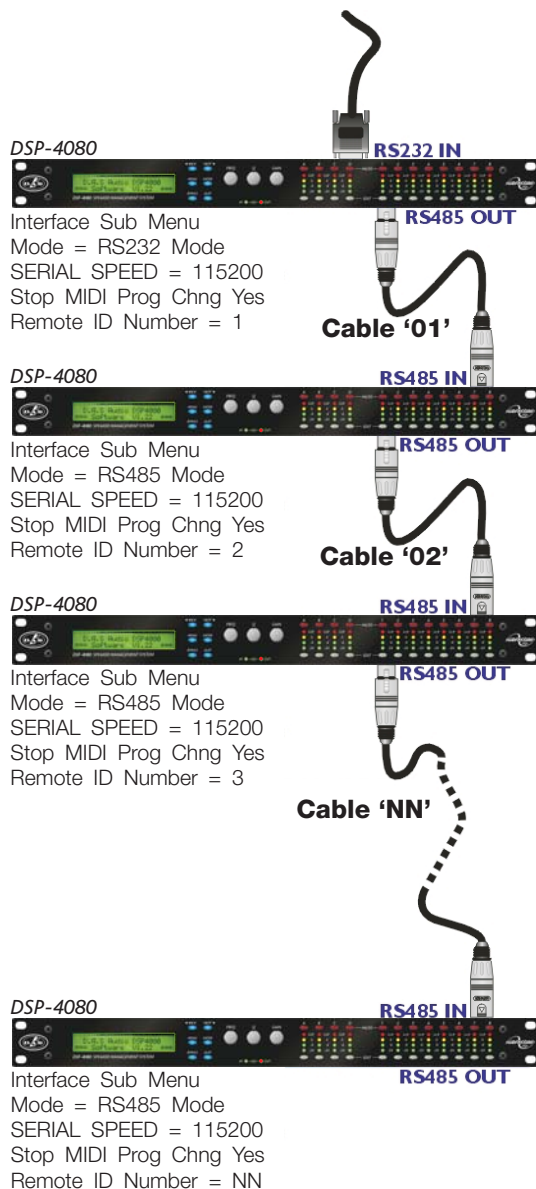 DSP-4080
RS232 IN
D.A.S Audio DSP4080
RS485 OUT
Interface Sub Menu
Mode = RS232 Mode
SERIAL SPEED = 115200
Stop MIDI Prog Chng Yes
Remote ID Number = 1
Cable ‘01’
DSP-4080
RS485 IN
RS485 OUT
Interface Sub Menu
Mode = RS485 Mode
SERIAL SPEED = 115200
Stop MIDI Prog Chng Yes
Remote ID Number = 2
Cable ‘02’
DSP-4080
RS485 IN
RS485 OUT
Interface Sub Menu
Mode = RS485 Mode
SERIAL SPEED = 115200
Stop MIDI Prog Chng Yes
Remote ID Number = 3
Cable ‘NN’
DSP-4080
RS485 IN
RS485 OUT
Interface Sub Menu
Mode = RS485 Mode
SERIAL SPEED = 115200
Stop MIDI Prog Chng Yes
Remote ID Number = NN